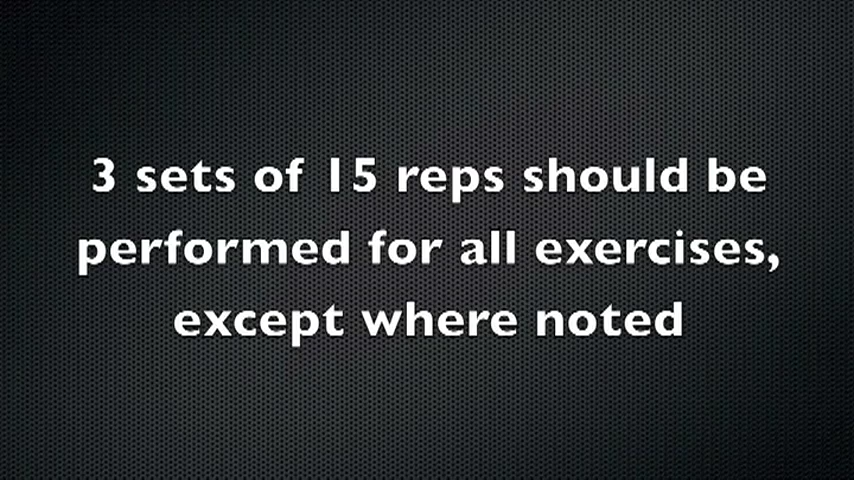 3 sets of 15 reps should be
performed for all exercises,
except where noted